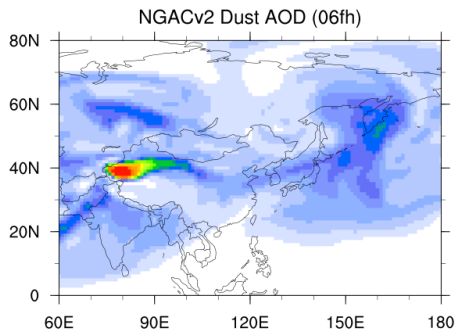 NGACv2 Dust AOD (06fh)
80N
60N
40N
20N
0
60E
90E
120E
150E
180